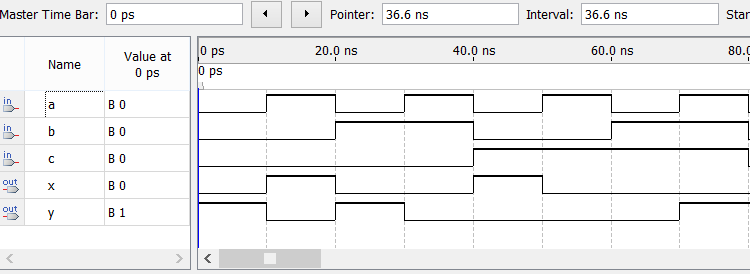 Master Time Bar: 0 ps Pointer: 36.6 ns Interval: 36.6 ns Star
Name Value at 0 ps
0 ps 20.0 ns 40.0 ns 60.0 ns 80.0
0 ps
in a B 0
in b B 0
in c B 0
out x B 0
out y B 1